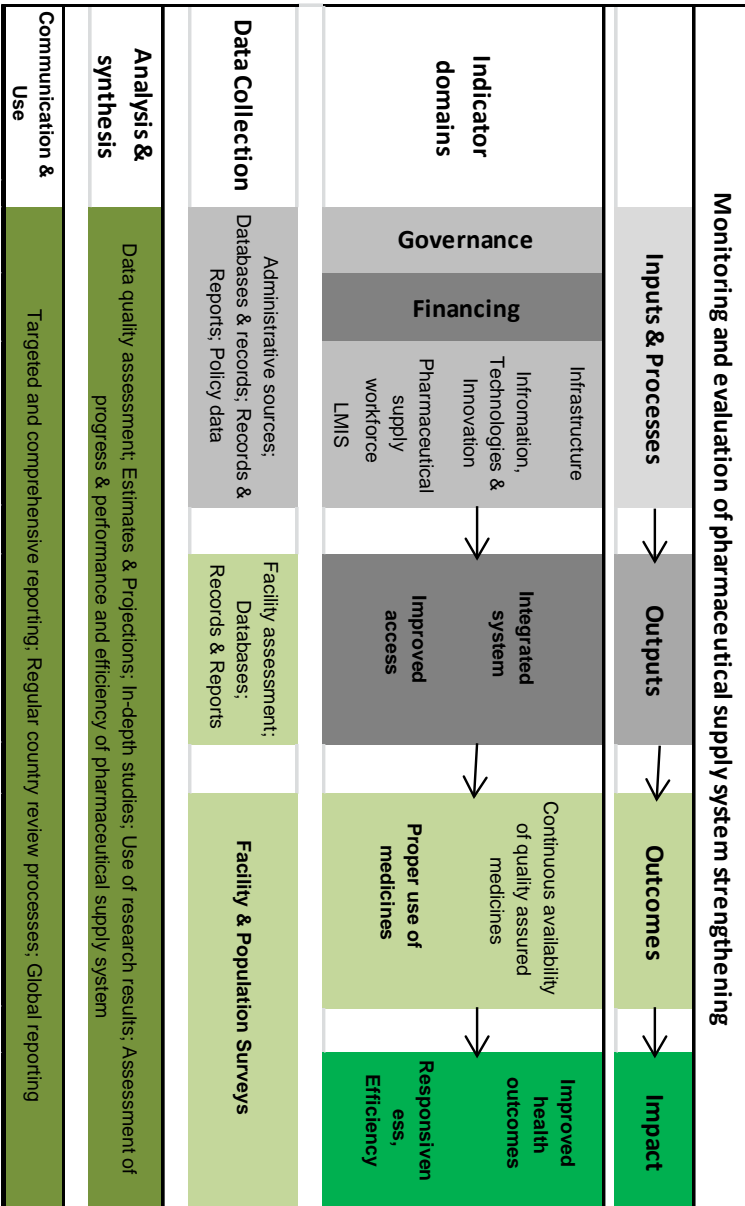 Monitoring and evaluation of pharmaceutical supply system strengthening
Inputs & Processes
Outputs
Outcomes
Impact
Indicator
domains
Governance
Financing
Infrastructure
Infromation,
Technologies &
Innovation
Pharmaceutical
supply
workforce
LMIS
Integrated
system
Improved
access
Continuous availability
of quality assured
medicines
Proper use of
medicines
Improved
health
outcomes
Responsiven
ess,
Efficiency
Data Collection
Administrative sources;
Databases & records; Records &
Reports; Policy data
Facility assessment;
Databases;
Records & Reports
Facility & Population Surveys
Analysis &
synthesis
Data quality assessment; Estimates & Projections; In-depth studies; Use of research results; Assessment of
progress & performance and efficiency of pharmaceutical supply system
Communication &
Use
Targeted and comprehensive reporting; Regular country review processes; Global reporting